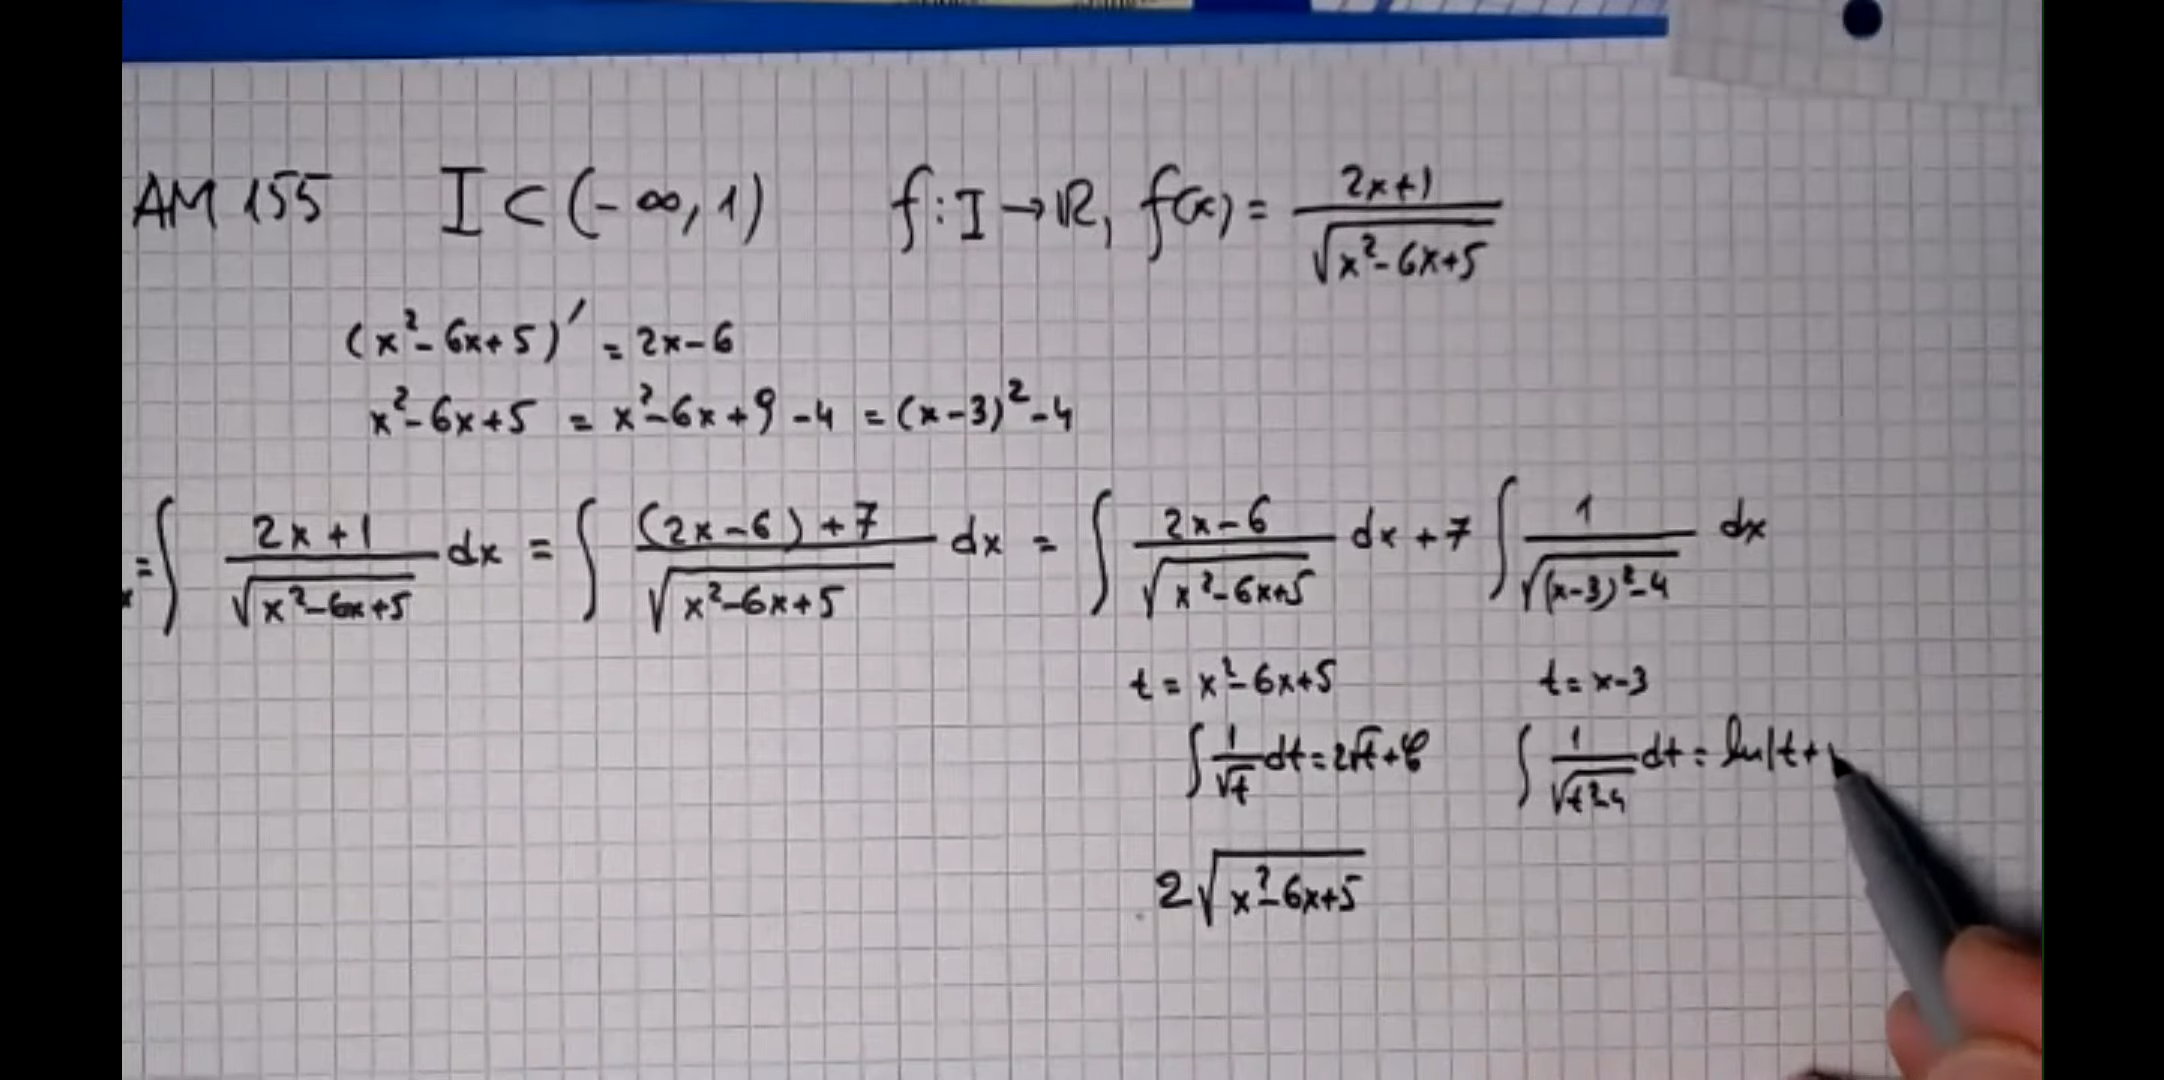 AM 155 I ⊂ (-∞, 1) f : I → ℝ, f(x) = (2x+1)/√(x²-6x+5)
(x²-6x+5)' = 2x-6
x²-6x+5 = x²-6x+9-4 = (x-3)²-4
= ∫ (2x+1)/√(x²-6x+5) dx = ∫ ((2x-6)+7)/√(x²-6x+5) dx = ∫ (2x-6)/√(x²-6x+5) dx + 7 ∫ 1/√((x-3)²-4) dx
t = x²-6x+5 t = x-3
∫ 1/√t dt = 2√t + 𝒞 ∫ 1/√(t²-4) dt = ln|t+
2√(x²-6x+5)